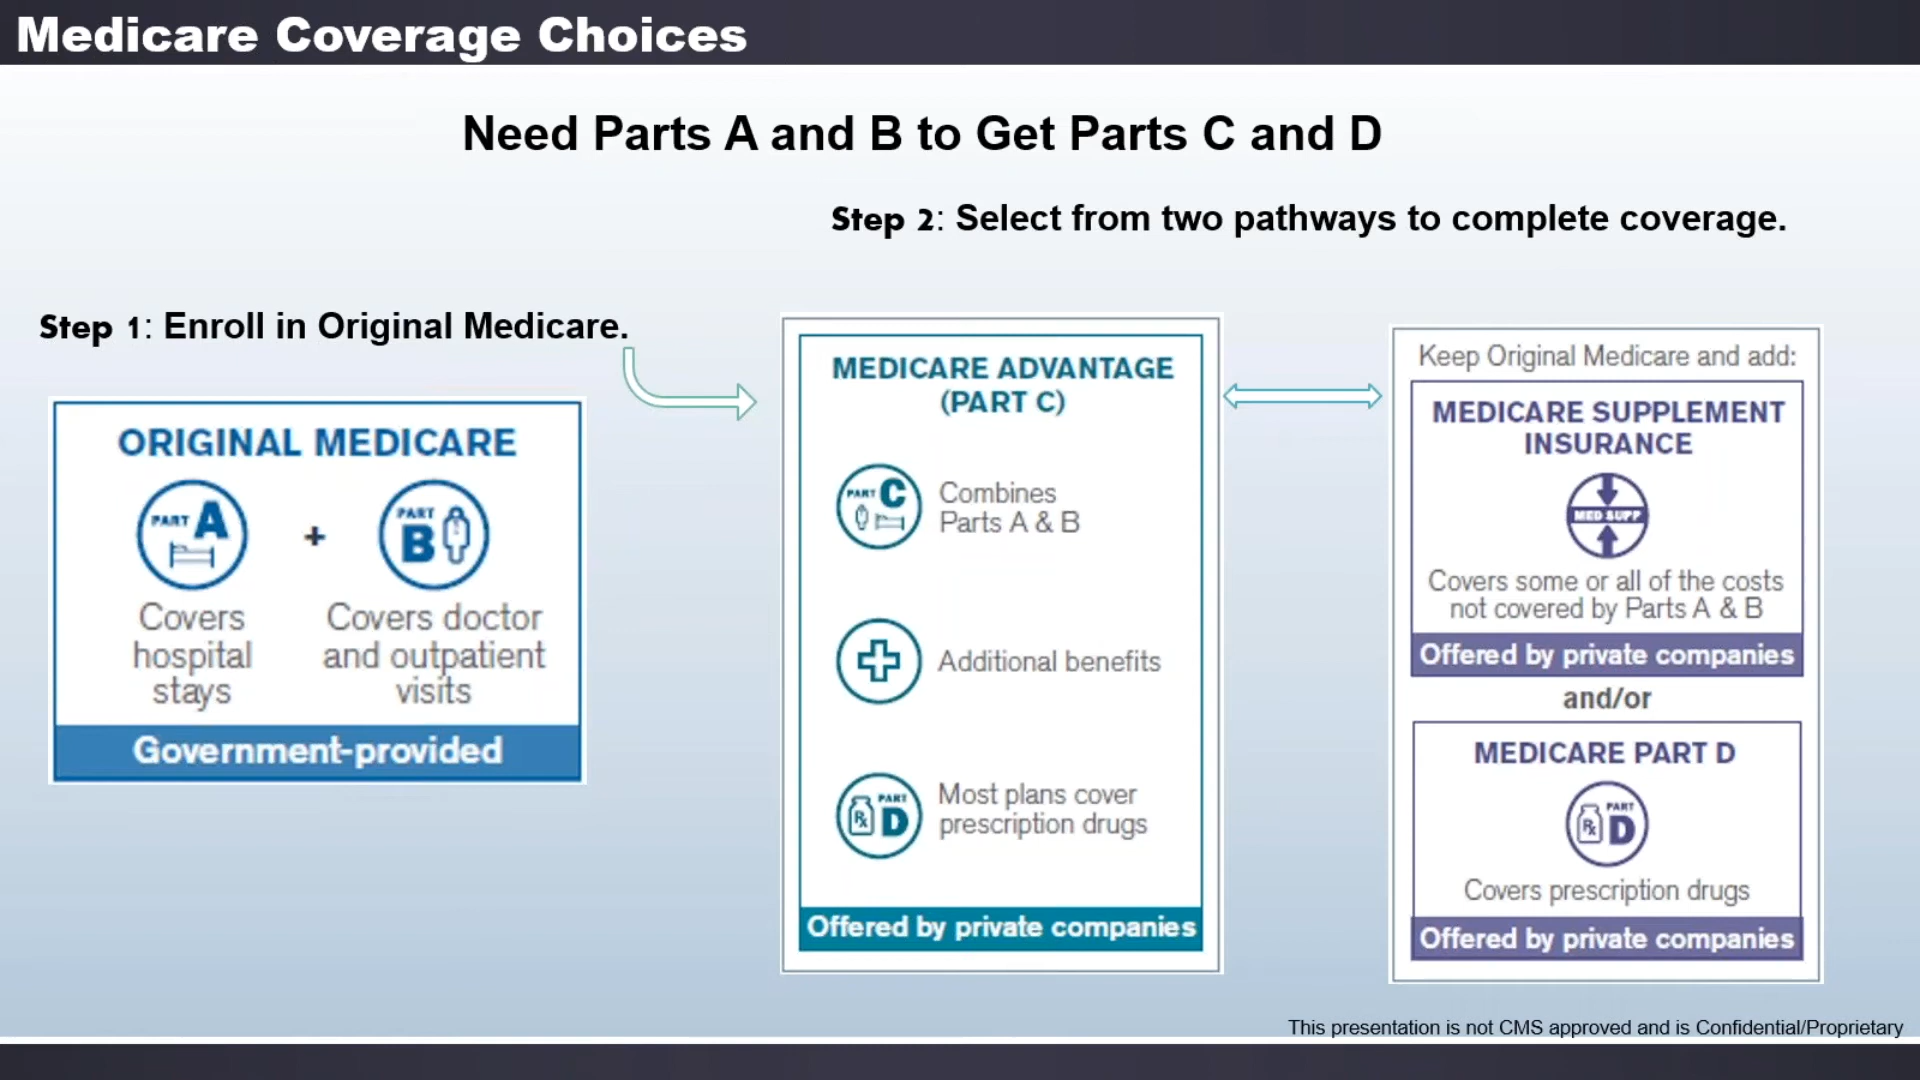 Medicare Coverage Choices
Need Parts A and B to Get Parts C and D
Step 2: Select from two pathways to complete coverage.
Step 1: Enroll in Original Medicare.
ORIGINAL MEDICARE
PART A
+
PART B
Covers
hospital
stays
Covers doctor
and outpatient
visits
Government-provided
MEDICARE ADVANTAGE
(PART C)
PART C
Combines
Parts A & B
Additional benefits
Rx PART D
Most plans cover
prescription drugs
Offered by private companies
Keep Original Medicare and add:
MEDICARE SUPPLEMENT
INSURANCE
MED SUPP
Covers some or all of the costs
not covered by Parts A & B
Offered by private companies
and/or
MEDICARE PART D
Rx PART D
Covers prescription drugs
Offered by private companies
This presentation is not CMS approved and is Confidential/Proprietary